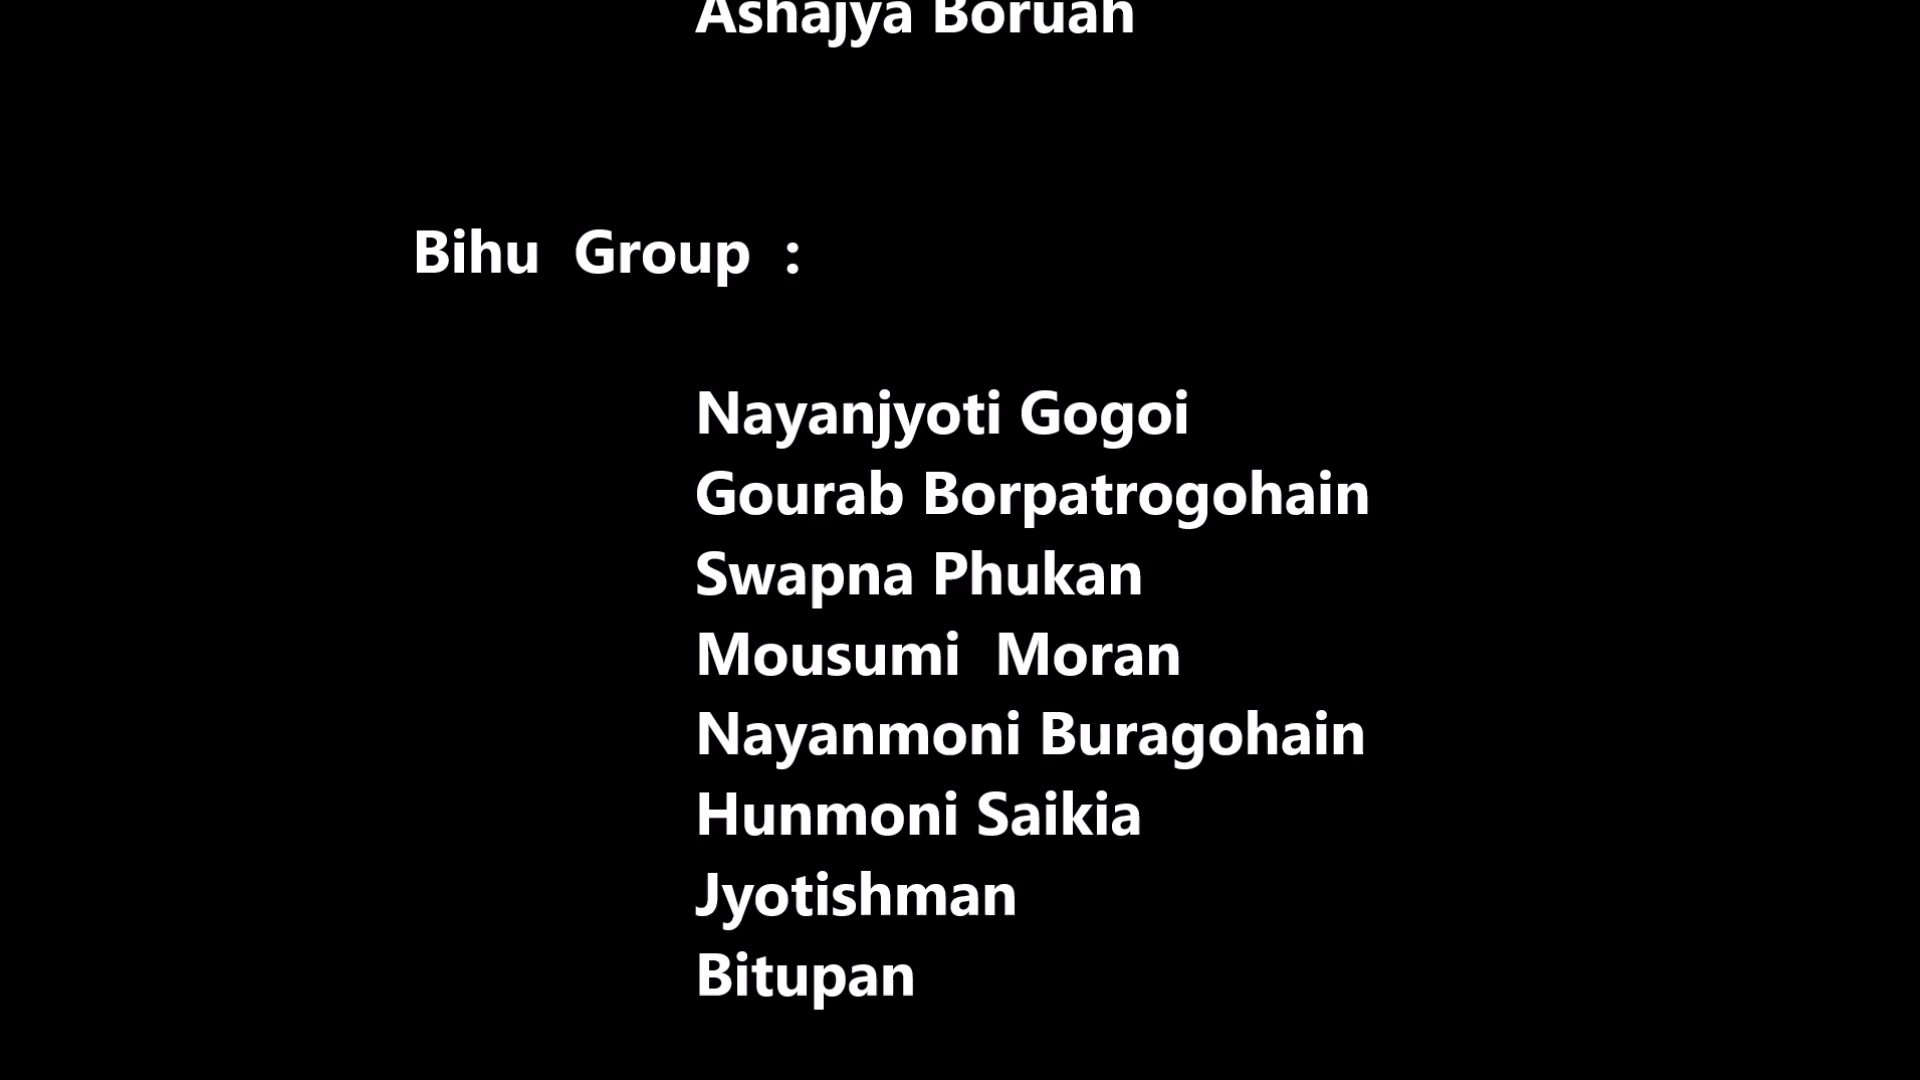 Ashajya Boruah
Bihu Group :
Nayanjyoti Gogoi
Gourab Borpatrogohain
Swapna Phukan
Mousumi Moran
Nayanmoni Buragohain
Hunmoni Saikia
Jyotishman
Bitupan